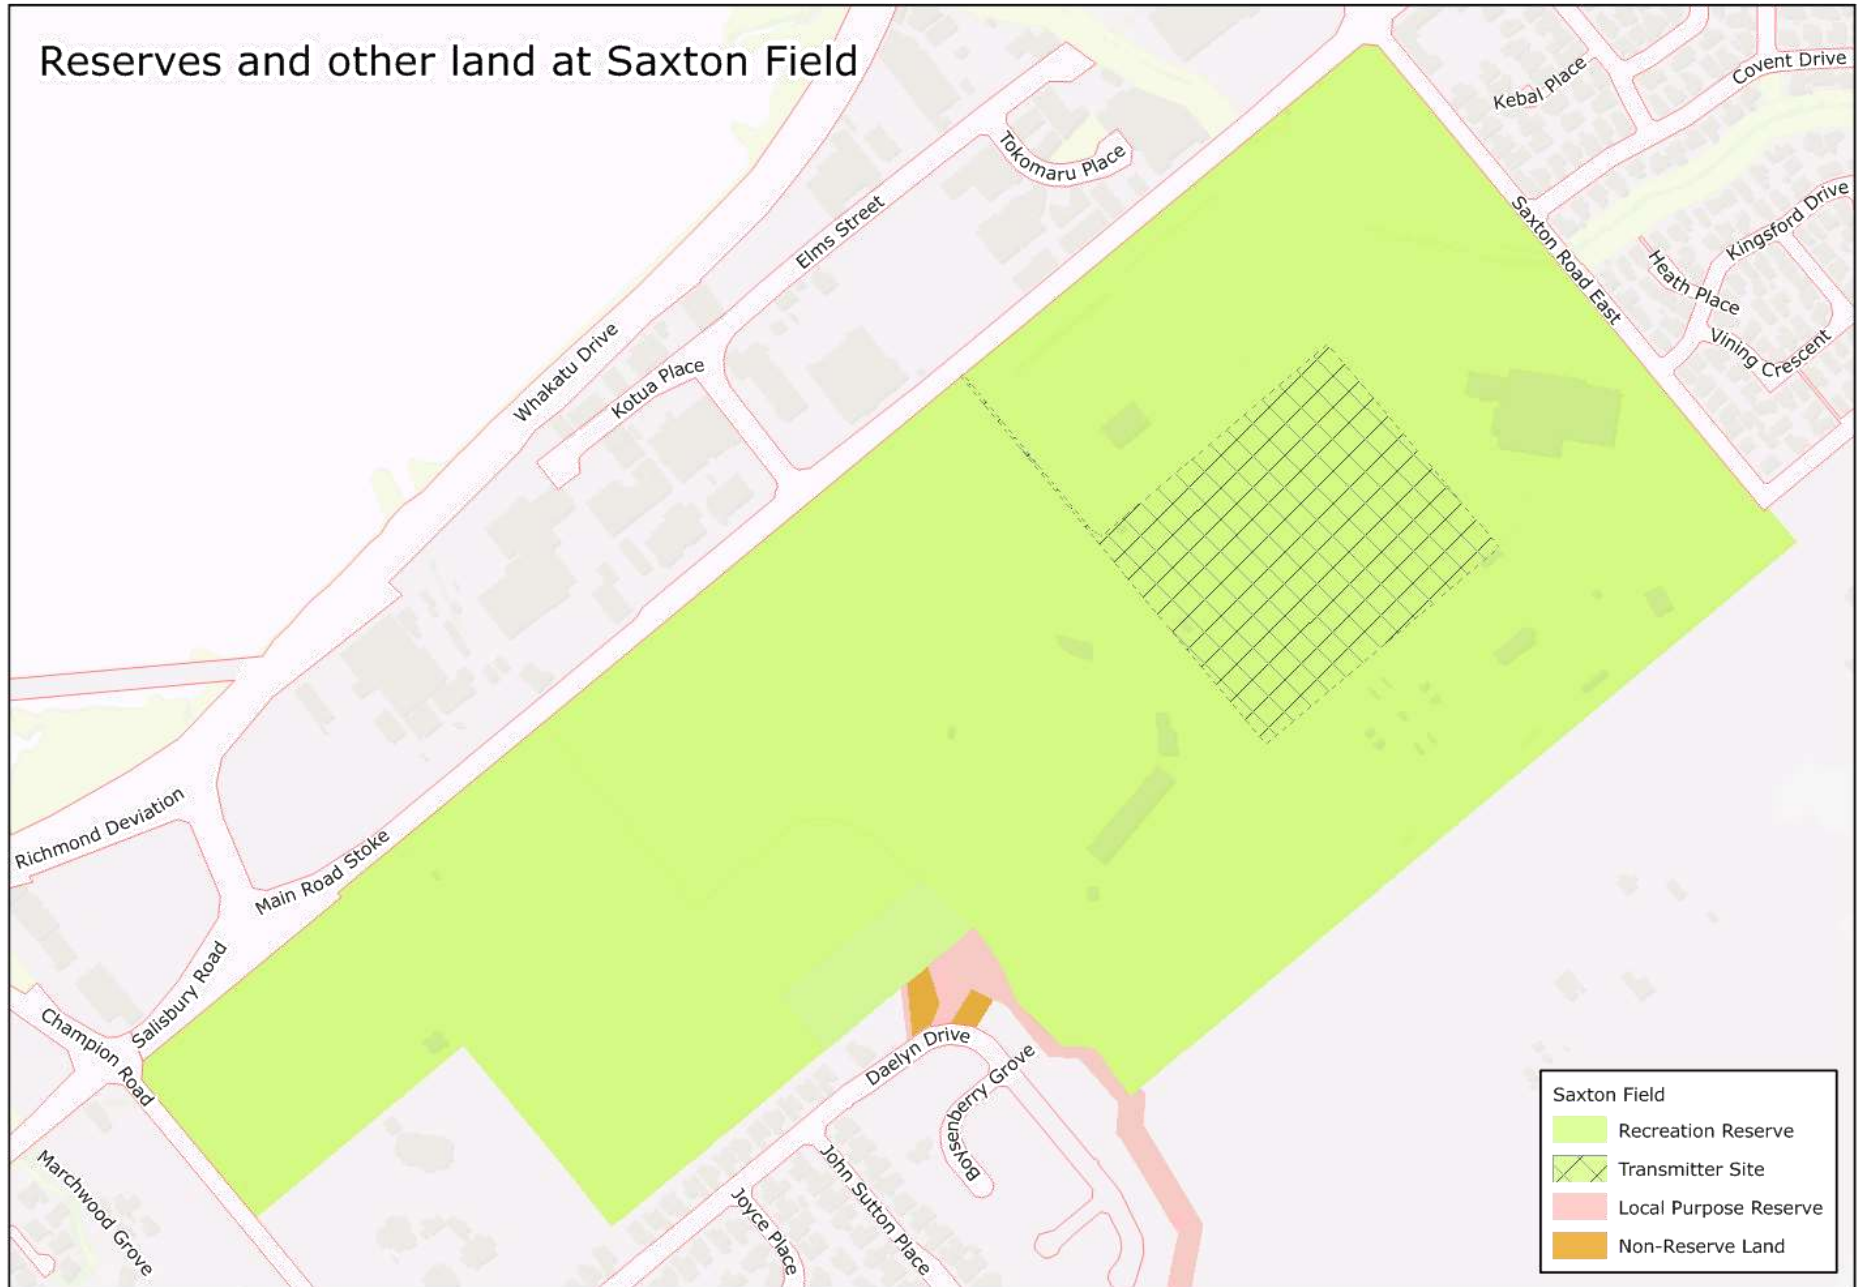 Reserves and other land at Saxton Field
Kebal Place
Covent Drive
Tokomaru Place
Elms Street
Saxton Road East
Kingsford Drive
Heath Place
Vining Crescent
Whakatu Drive
Kotua Place
Richmond Deviation
Main Road Stoke
Salisbury Road
Champion Road
Daelyn Drive
Boysenberry Grove
Marchwood Grove
John Sutton Place
Joyce Place
Saxton Field
Recreation Reserve
Transmitter Site
Local Purpose Reserve
Non-Reserve Land